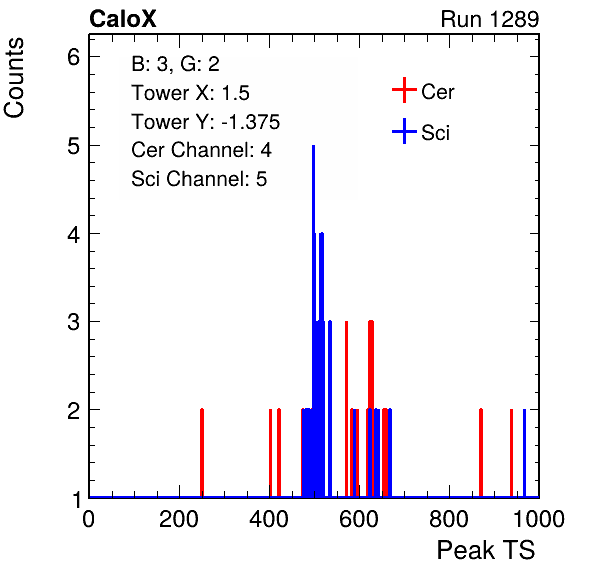 CaloX Run 1289
Counts
B: 3, G: 2
Tower X: 1.5
Tower Y: -1.375
Cer Channel: 4
Sci Channel: 5
Cer
Sci
6
5
4
3
2
1
0 200 400 600 800 1000
Peak TS